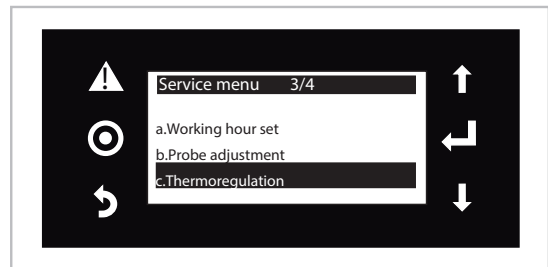 Service menu 3/4
a.Working hour set
b.Probe adjustment
c.Thermoregulation